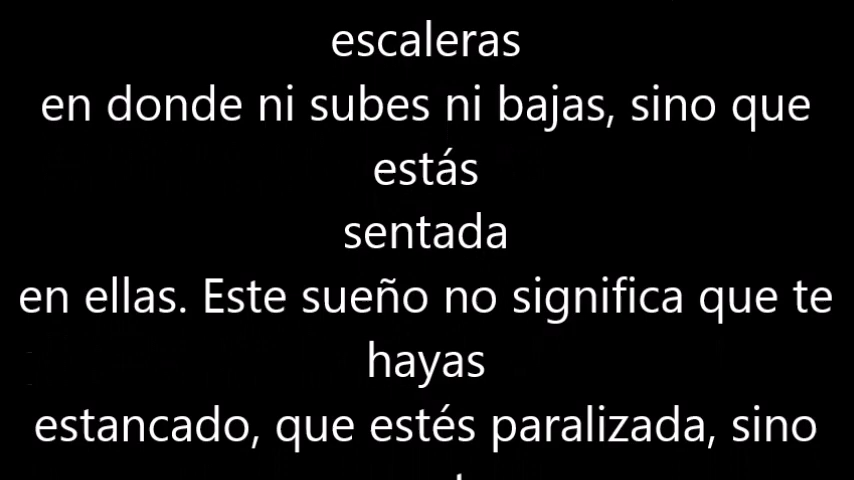 escaleras
en donde ni subes ni bajas, sino que
estás
sentada
en ellas. Este sueño no significa que te
hayas
estancado, que estés paralizada, sino